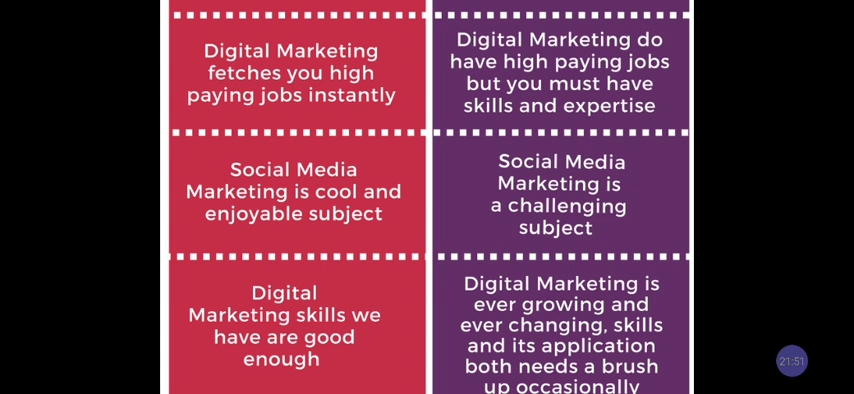 Digital Marketing
fetches you high
paying jobs instantly
Digital Marketing do
have high paying jobs
but you must have
skills and expertise
Social Media
Marketing is cool and
enjoyable subject
Social Media
Marketing is
a challenging
subject
Digital
Marketing skills we
have are good
enough
Digital Marketing is
ever growing and
ever changing, skills
and its application
both needs a brush
up occasionally
21:51